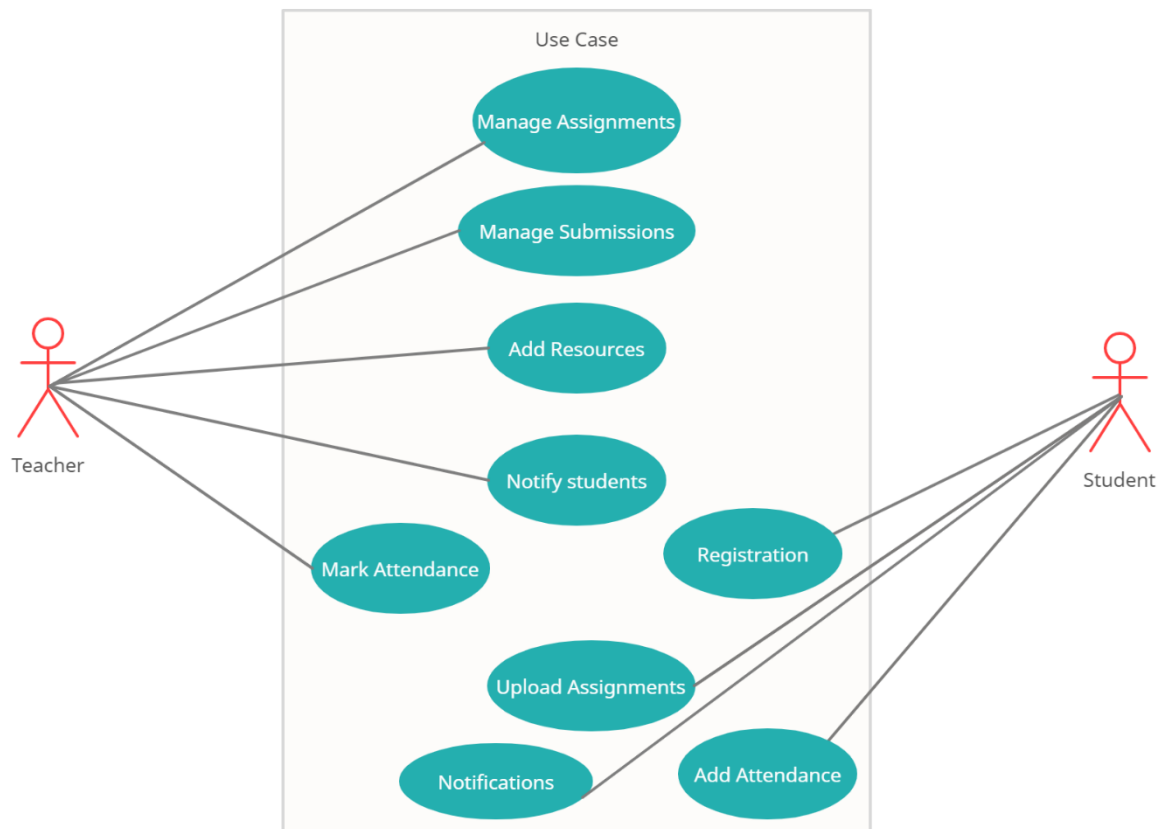 Use Case
Manage Assignments
Manage Submissions
Add Resources
Teacher
Student
Notify students
Registration
Mark Attendance
Upload Assignments
Notifications
Add Attendance